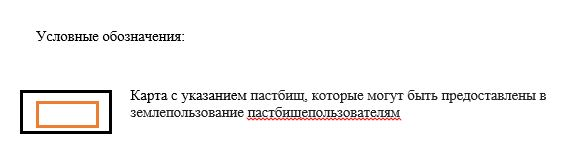 Условные обозначения:
Карта с указанием пастбищ, которые могут быть предоставлены в
землепользование пастбищепользователям